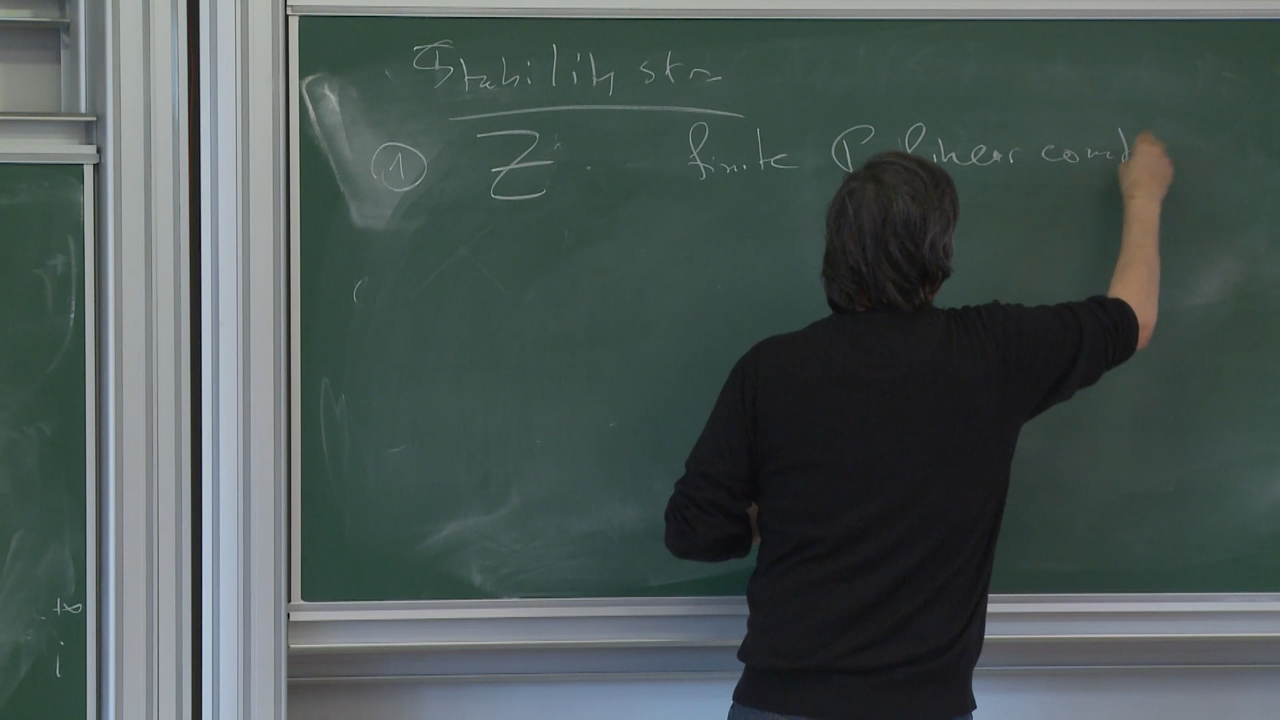 Stability str
① Z. finite ℂ linear comb
∞
i